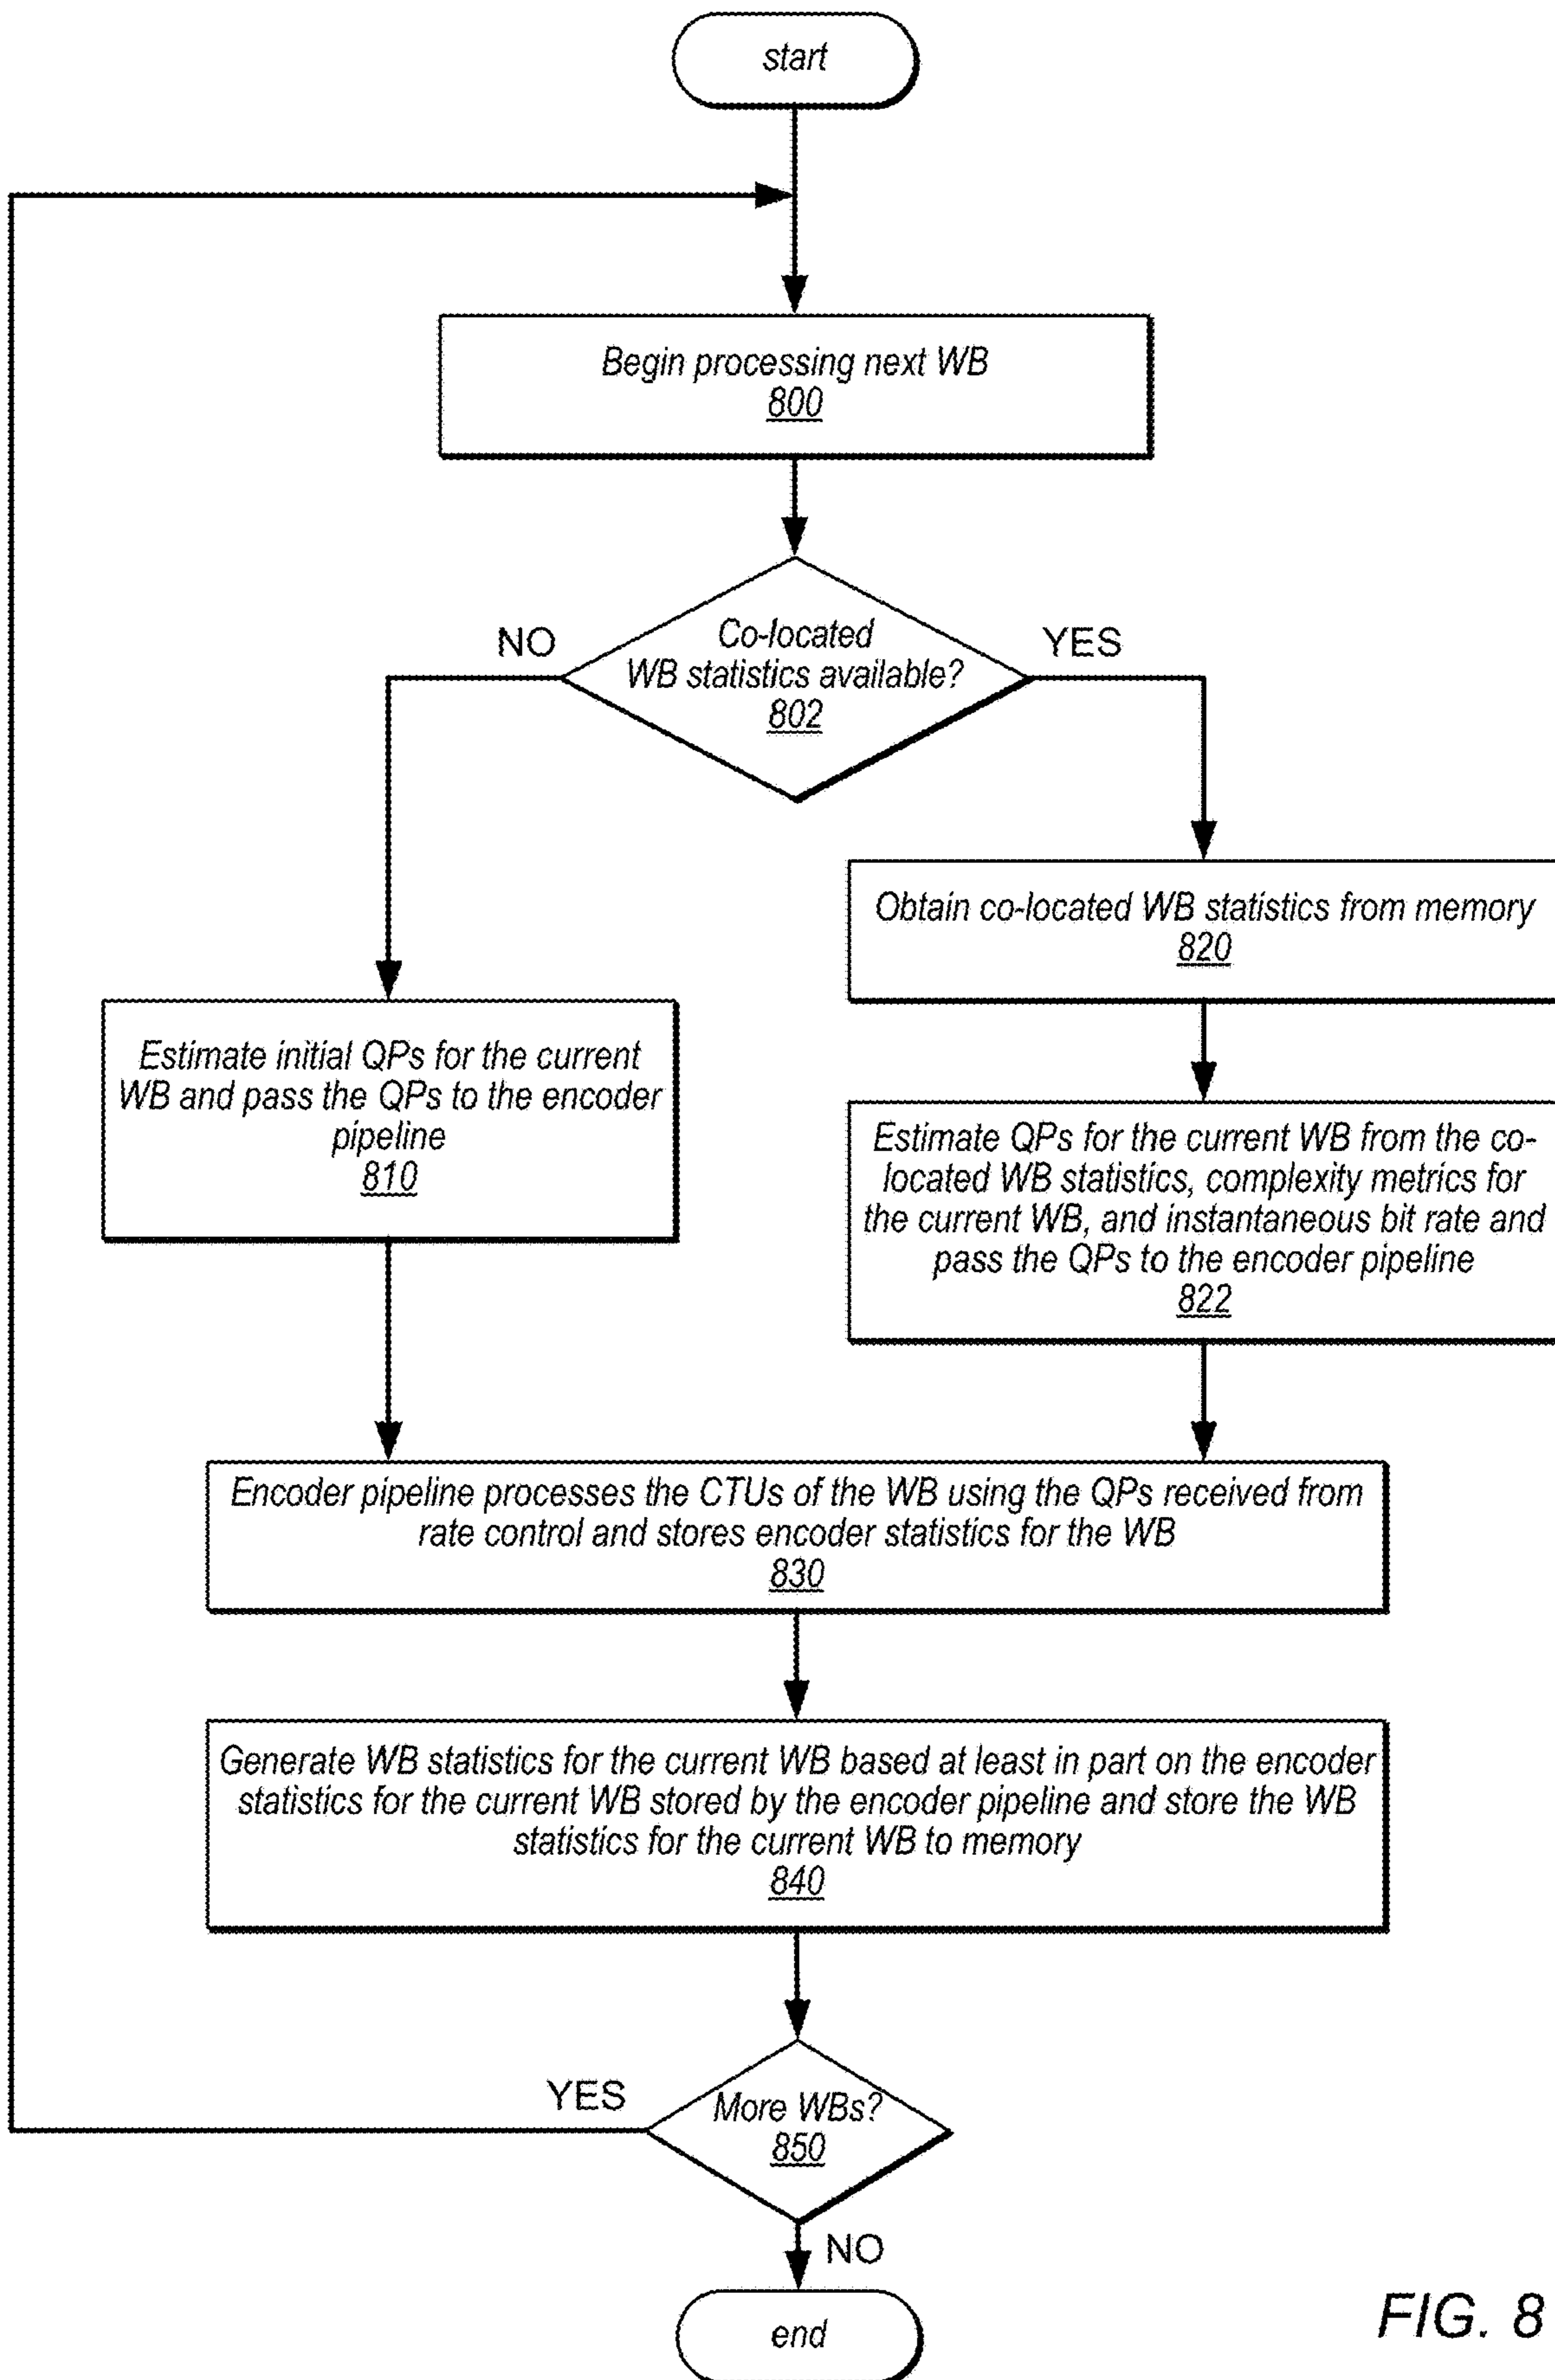 start
Begin processing next WB
800
Co-located
WB statistics available?
802
NO
YES
Obtain co-located WB statistics from memory
820
Estimate initial QPs for the current
WB and pass the QPs to the encoder
pipeline
810
Estimate QPs for the current WB from the co-
located WB statistics, complexity metrics for
the current WB, and instantaneous bit rate and
pass the QPs to the encoder pipeline
822
Encoder pipeline processes the CTUs of the WB using the QPs received from
rate control and stores encoder statistics for the WB
830
Generate WB statistics for the current WB based at least in part on the encoder
statistics for the current WB stored by the encoder pipeline and store the WB
statistics for the current WB to memory
840
YES
More WBs?
850
NO
end
FIG. 8